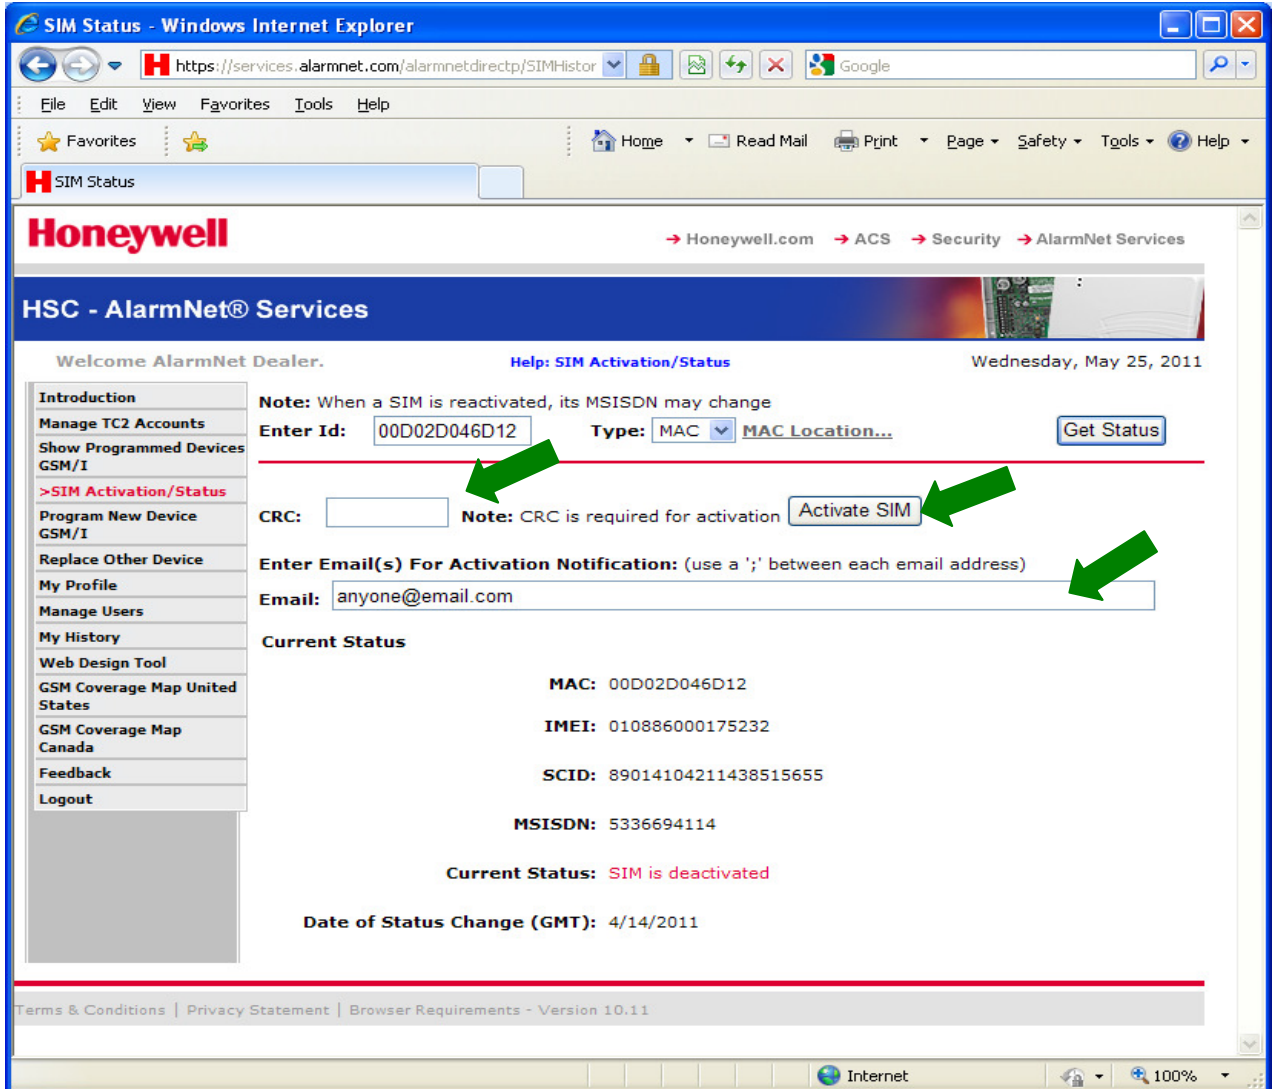 SIM Status - Windows Internet Explorer
https://services.alarmnet.com/alarmnetdirectp/SIMHistor
Google
File Edit View Favorites Tools Help
Favorites
Home Read Mail Print Page Safety Tools Help
SIM Status
Honeywell
Honeywell.com ACS Security AlarmNet Services
HSC - AlarmNet® Services
Welcome AlarmNet Dealer.
Help: SIM Activation/Status
Wednesday, May 25, 2011
Introduction
Manage TC2 Accounts
Show Programmed Devices
GSM/I
>SIM Activation/Status
Program New Device
GSM/I
Replace Other Device
My Profile
Manage Users
My History
Web Design Tool
GSM Coverage Map United
States
GSM Coverage Map
Canada
Feedback
Logout
Note: When a SIM is reactivated, its MSISDN may change
Enter Id: 00D02D046D12 Type: MAC MAC Location... Get Status
CRC: Note: CRC is required for activation Activate SIM
Enter Email(s) For Activation Notification: (use a ';' between each email address)
Email: anyone@email.com
Current Status
MAC: 00D02D046D12
IMEI: 010886000175232
SCID: 89014104211438515655
MSISDN: 5336694114
Current Status: SIM is deactivated
Date of Status Change (GMT): 4/14/2011
Terms & Conditions | Privacy Statement | Browser Requirements - Version 10.11
Internet
100%